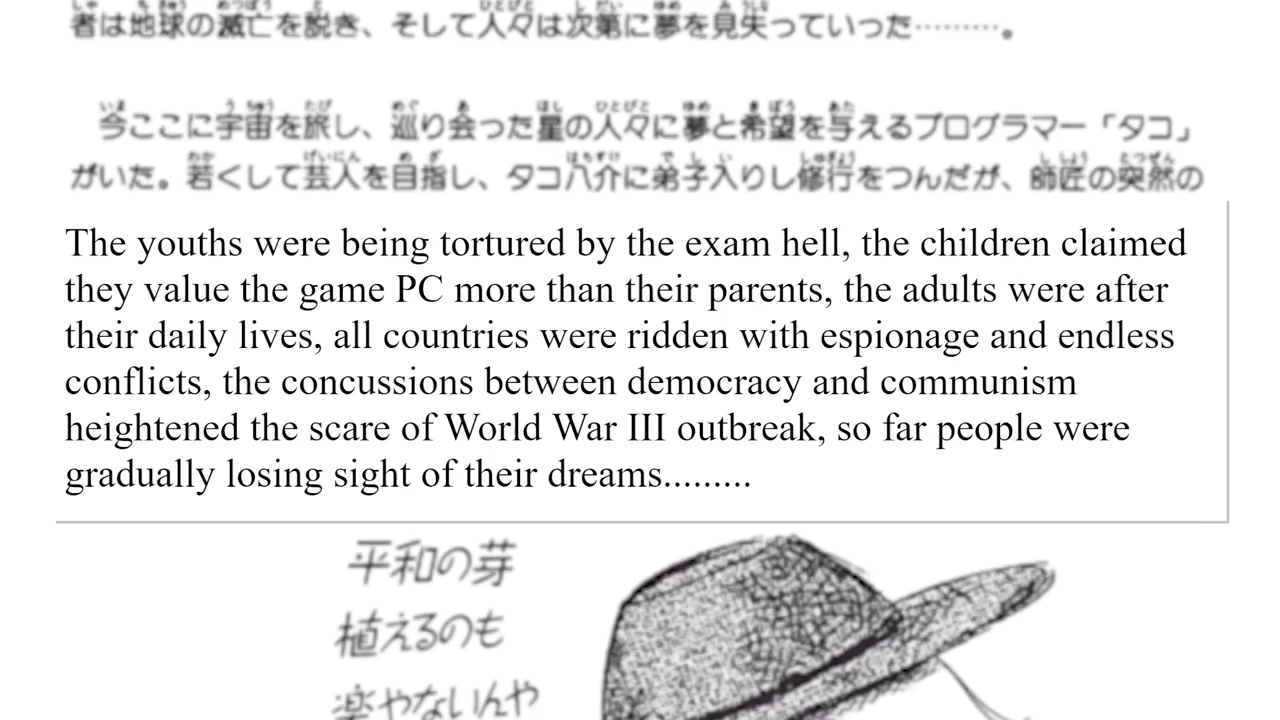 者は地球の滅亡を説き、そして人々は次第に夢を見失っていった………。
今ここに宇宙を旅し、巡り会った星の人々に夢と希望を与えるプログラマー「タコ」
がいた。若くして芸人を目指し、タコ八介に弟子入りし修行をつんだが、師匠の突然の
The youths were being tortured by the exam hell, the children claimed
they value the game PC more than their parents, the adults were after
their daily lives, all countries were ridden with espionage and endless
conflicts, the concussions between democracy and communism
heightened the scare of World War III outbreak, so far people were
gradually losing sight of their dreams.........
平和の芽
植えるのも
楽やないんや